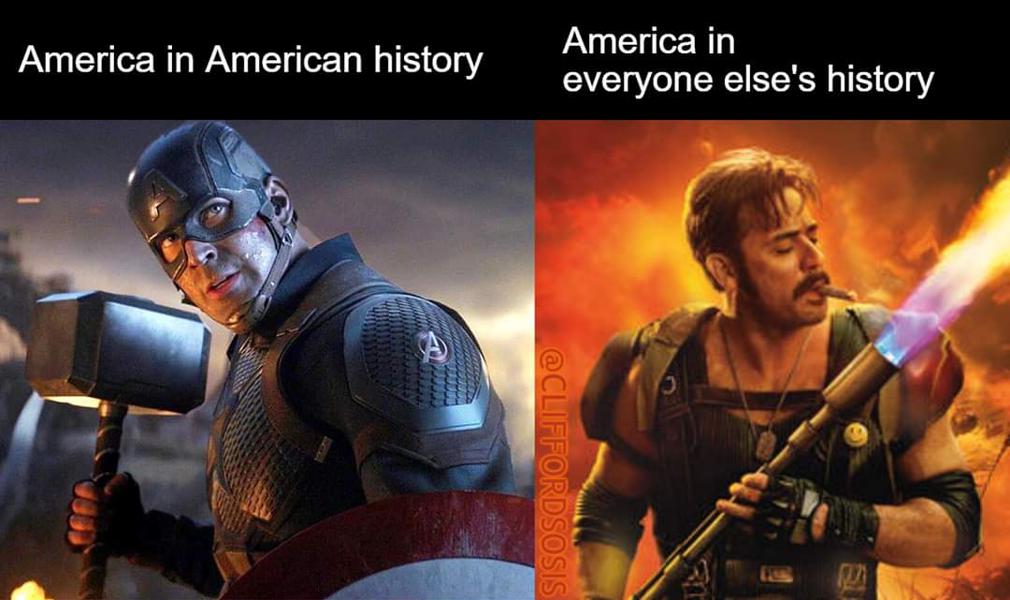 America in American history
America in
everyone else's history
A
A
@CLIFFORDSOSIS